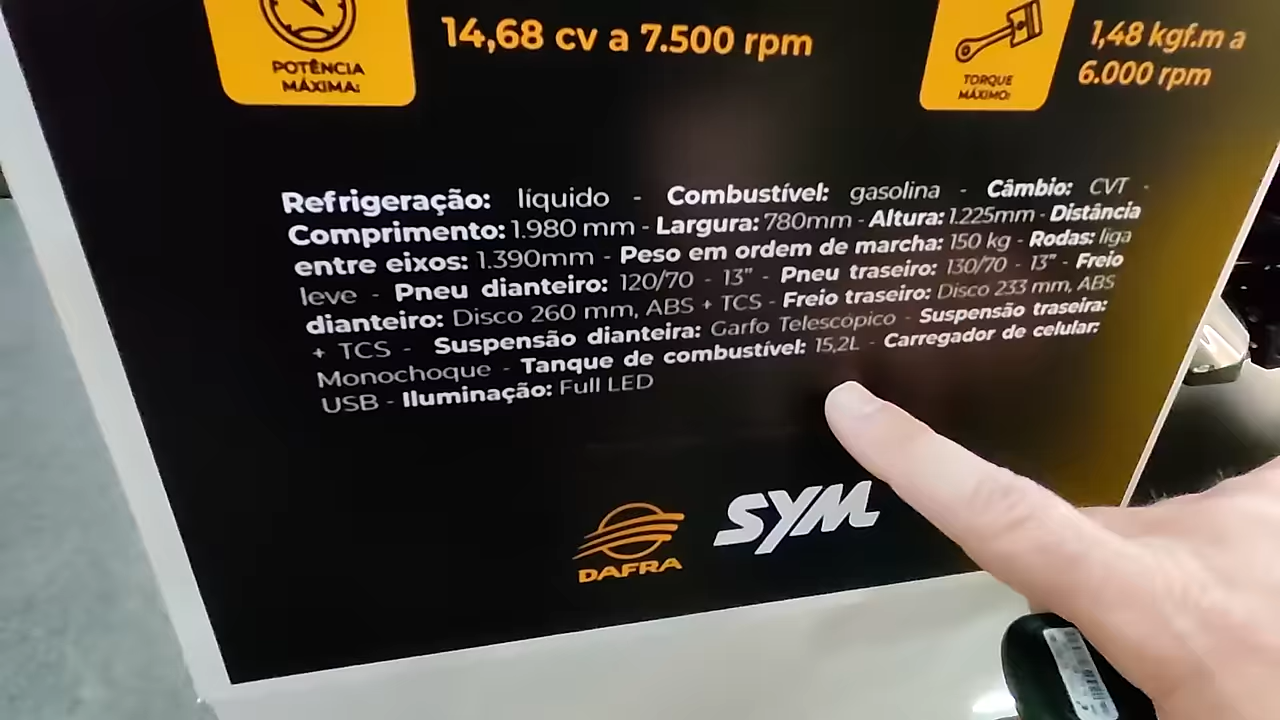 POTÊNCIA
MÁXIMA:
14,68 cv a 7.500 rpm
TORQUE
MÁXIMO:
1,48 kgf.m a
6.000 rpm
Refrigeração: líquido - Combustível: gasolina - Câmbio: CVT -
Comprimento: 1.980 mm - Largura: 780mm - Altura: 1.225mm - Distância
entre eixos: 1.390mm - Peso em ordem de marcha: 150 kg - Rodas: liga
leve - Pneu dianteiro: 120/70 - 13" - Pneu traseiro: 130/70 - 13" - Freio
dianteiro: Disco 260 mm, ABS + TCS - Freio traseiro: Disco 233 mm, ABS
+ TCS - Suspensão dianteira: Garfo Telescópico - Suspensão traseira:
Monochoque - Tanque de combustível: 15,2L - Carregador de celular:
USB - Iluminação: Full LED
DAFRA
SYM